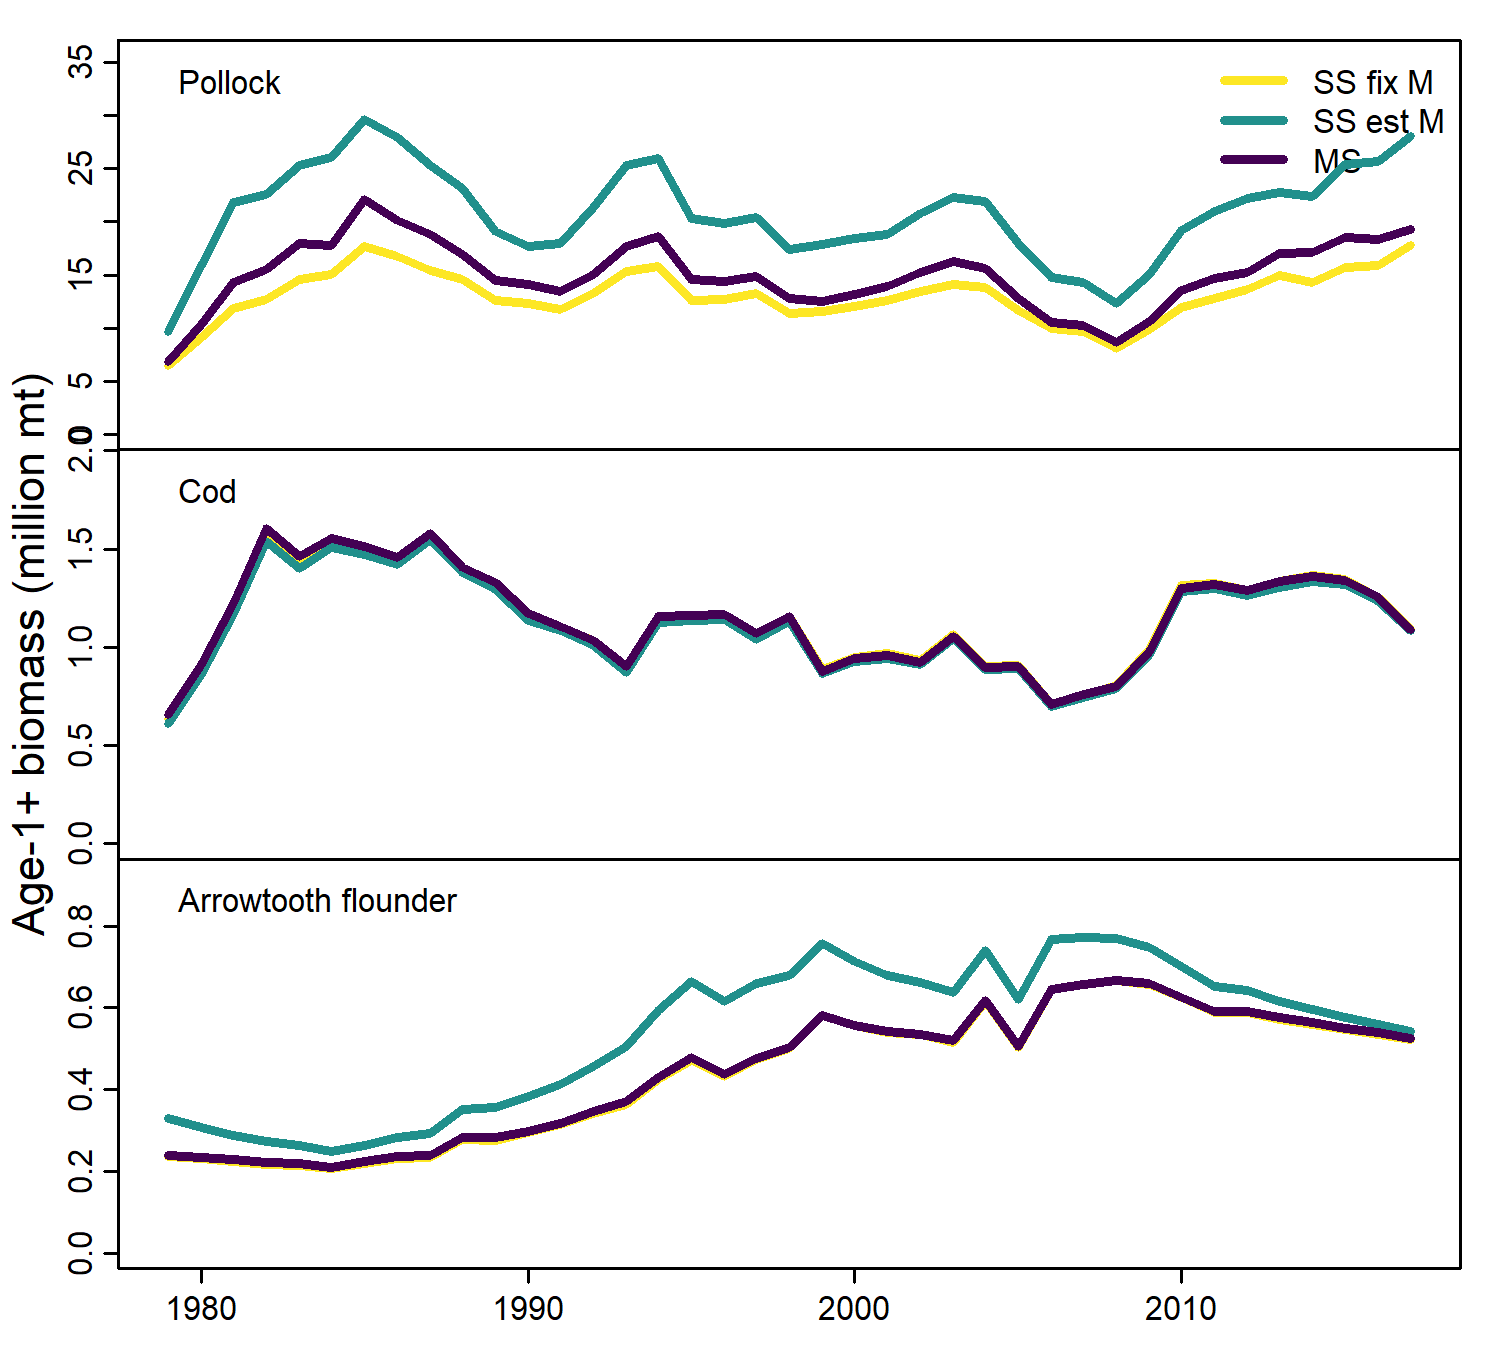 Age-1+ biomass (million mt)
Pollock
SS fix M
SS est M
MS
35
25
15
5
0
Cod
2.0
1.5
1.0
0.5
0.0
Arrowtooth flounder
0.8
0.6
0.4
0.2
0.0
1980 1990 2000 2010